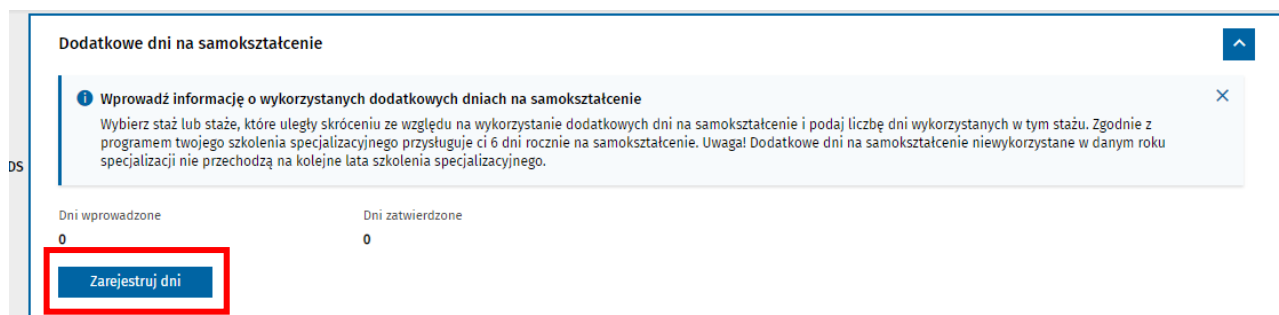 Dodatkowe dni na samokształcenie
Wprowadź informację o wykorzystanych dodatkowych dniach na samokształcenie
Wybierz staż lub staże, które uległy skróceniu ze względu na wykorzystanie dodatkowych dni na samokształcenie i podaj liczbę dni wykorzystanych w tym stażu. Zgodnie z
programem twojego szkolenia specjalizacyjnego przysługuje ci 6 dni rocznie na samokształcenie. Uwaga! Dodatkowe dni na samokształcenie niewykorzystane w danym roku
specjalizacji nie przechodzą na kolejne lata szkolenia specjalizacyjnego.
Dni wprowadzone Dni zatwierdzone
0 0
Zarejestruj dni